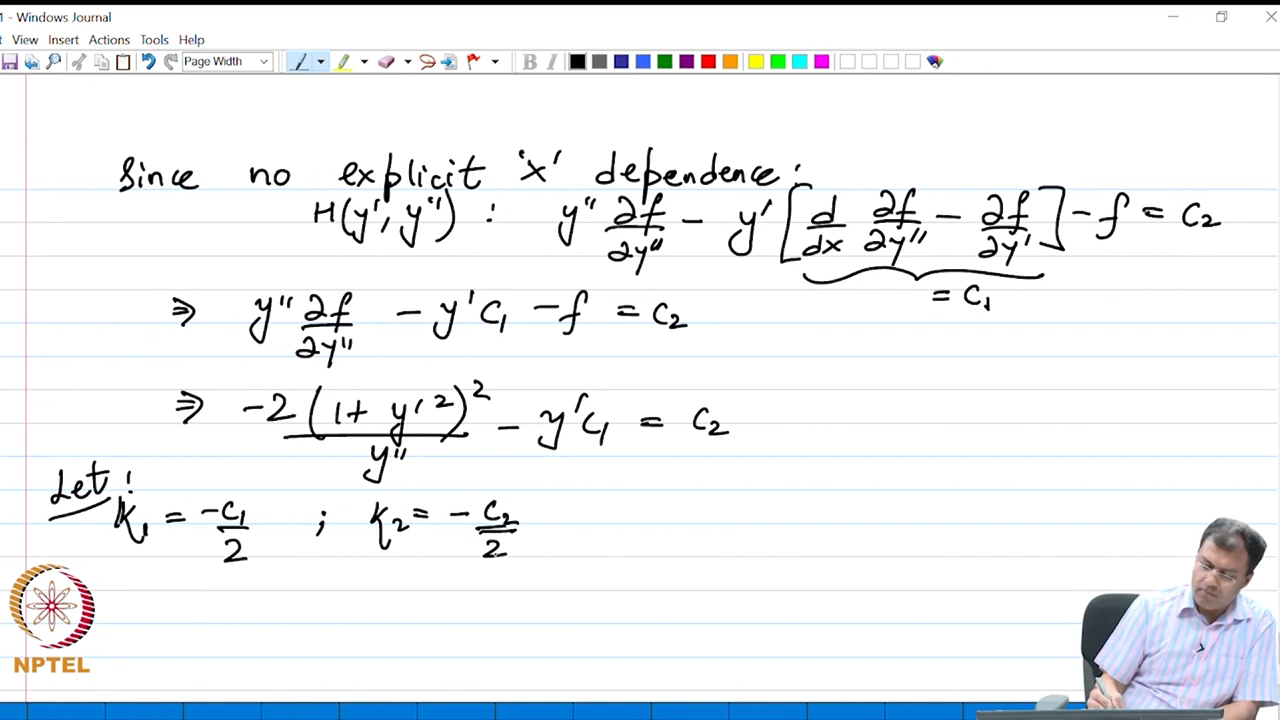 1 - Windows Journal
t View Insert Actions Tools Help
Page Width
B I
Since no explicit 'x' dependence:
H(y', y'') : y'' ∂f/∂y'' - y' [d/dx ∂f/∂y'' - ∂f/∂y'] - f = c₂
= c₁
⇒ y'' ∂f/∂y'' - y'c₁ - f = c₂
⇒ -2(1 + y'²)²/y'' - y'c₁ = c₂
Let:
K₁ = -c₁/2 ; K₂ = -c₂/2
NPTEL